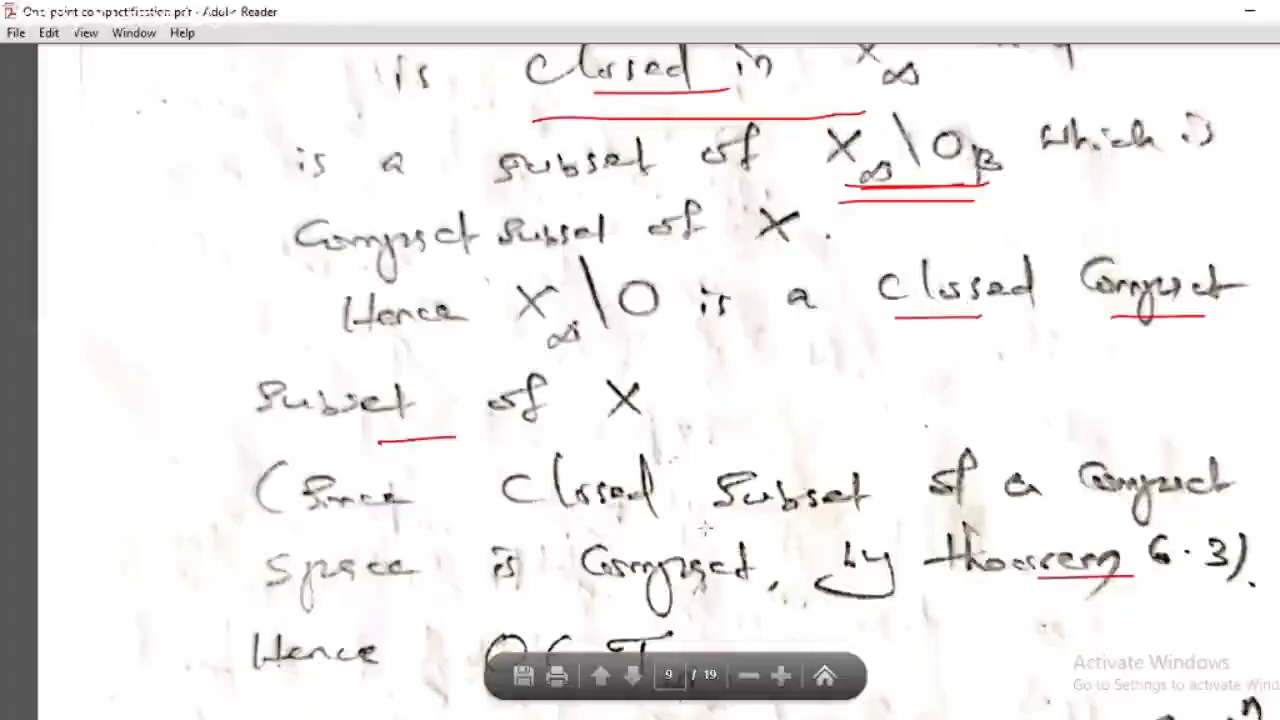 One point compactification.pdf - Adobe Reader
File Edit View Window Help
is closed in X∞
is a subset of X∞\Oβ which is
Compact subset of X.
Hence X∞\O is a closed Compact
Subset of X
(Since closed subset of a Compact
space is Compact, by theorem 6.3).
Hence O ∈ T
9 / 19
Activate Windows
Go to Settings to activate Wind